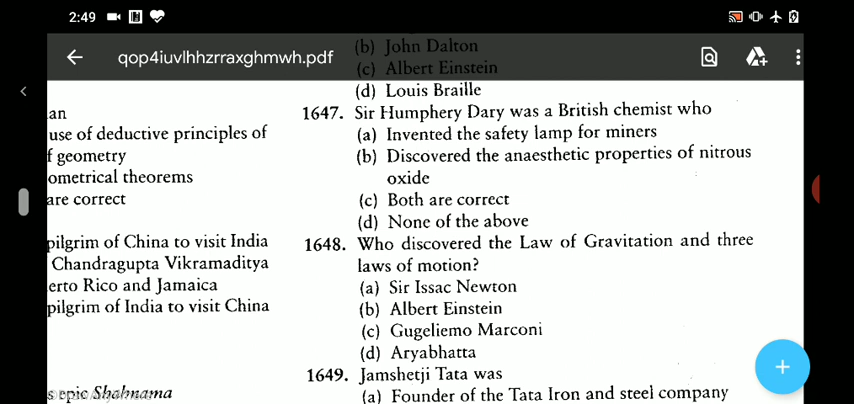 2:49
qop4iuvlhhzrraxghmwh.pdf
an
use of deductive principles of
f geometry
ometrical theorems
are correct
pilgrim of China to visit India
Chandragupta Vikramaditya
erto Rico and Jamaica
pilgrim of India to visit China
s epic Shahnama
(b) John Dalton
(c) Albert Einstein
(d) Louis Braille
1647. Sir Humphery Dary was a British chemist who
(a) Invented the safety lamp for miners
(b) Discovered the anaesthetic properties of nitrous
oxide
(c) Both are correct
(d) None of the above
1648. Who discovered the Law of Gravitation and three
laws of motion?
(a) Sir Issac Newton
(b) Albert Einstein
(c) Gugeliemo Marconi
(d) Aryabhatta
1649. Jamshetji Tata was
(a) Founder of the Tata Iron and steel company